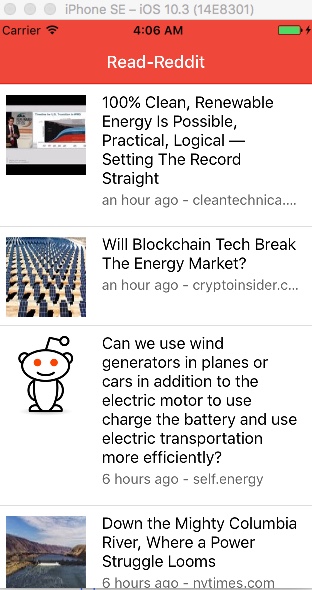 iPhone SE – iOS 10.3 (14E8301)
Carrier 4:06 AM
Read-Reddit
100% Clean, Renewable
Energy Is Possible,
Practical, Logical —
Setting The Record
Straight
an hour ago - cleantechnica....
Will Blockchain Tech Break
The Energy Market?
an hour ago - cryptoinsider.c...
Can we use wind
generators in planes or
cars in addition to the
electric motor to use
charge the battery and use
electric transportation
more efficiently?
6 hours ago - self.energy
Down the Mighty Columbia
River, Where a Power
Struggle Looms
6 hours ago - nytimes.com